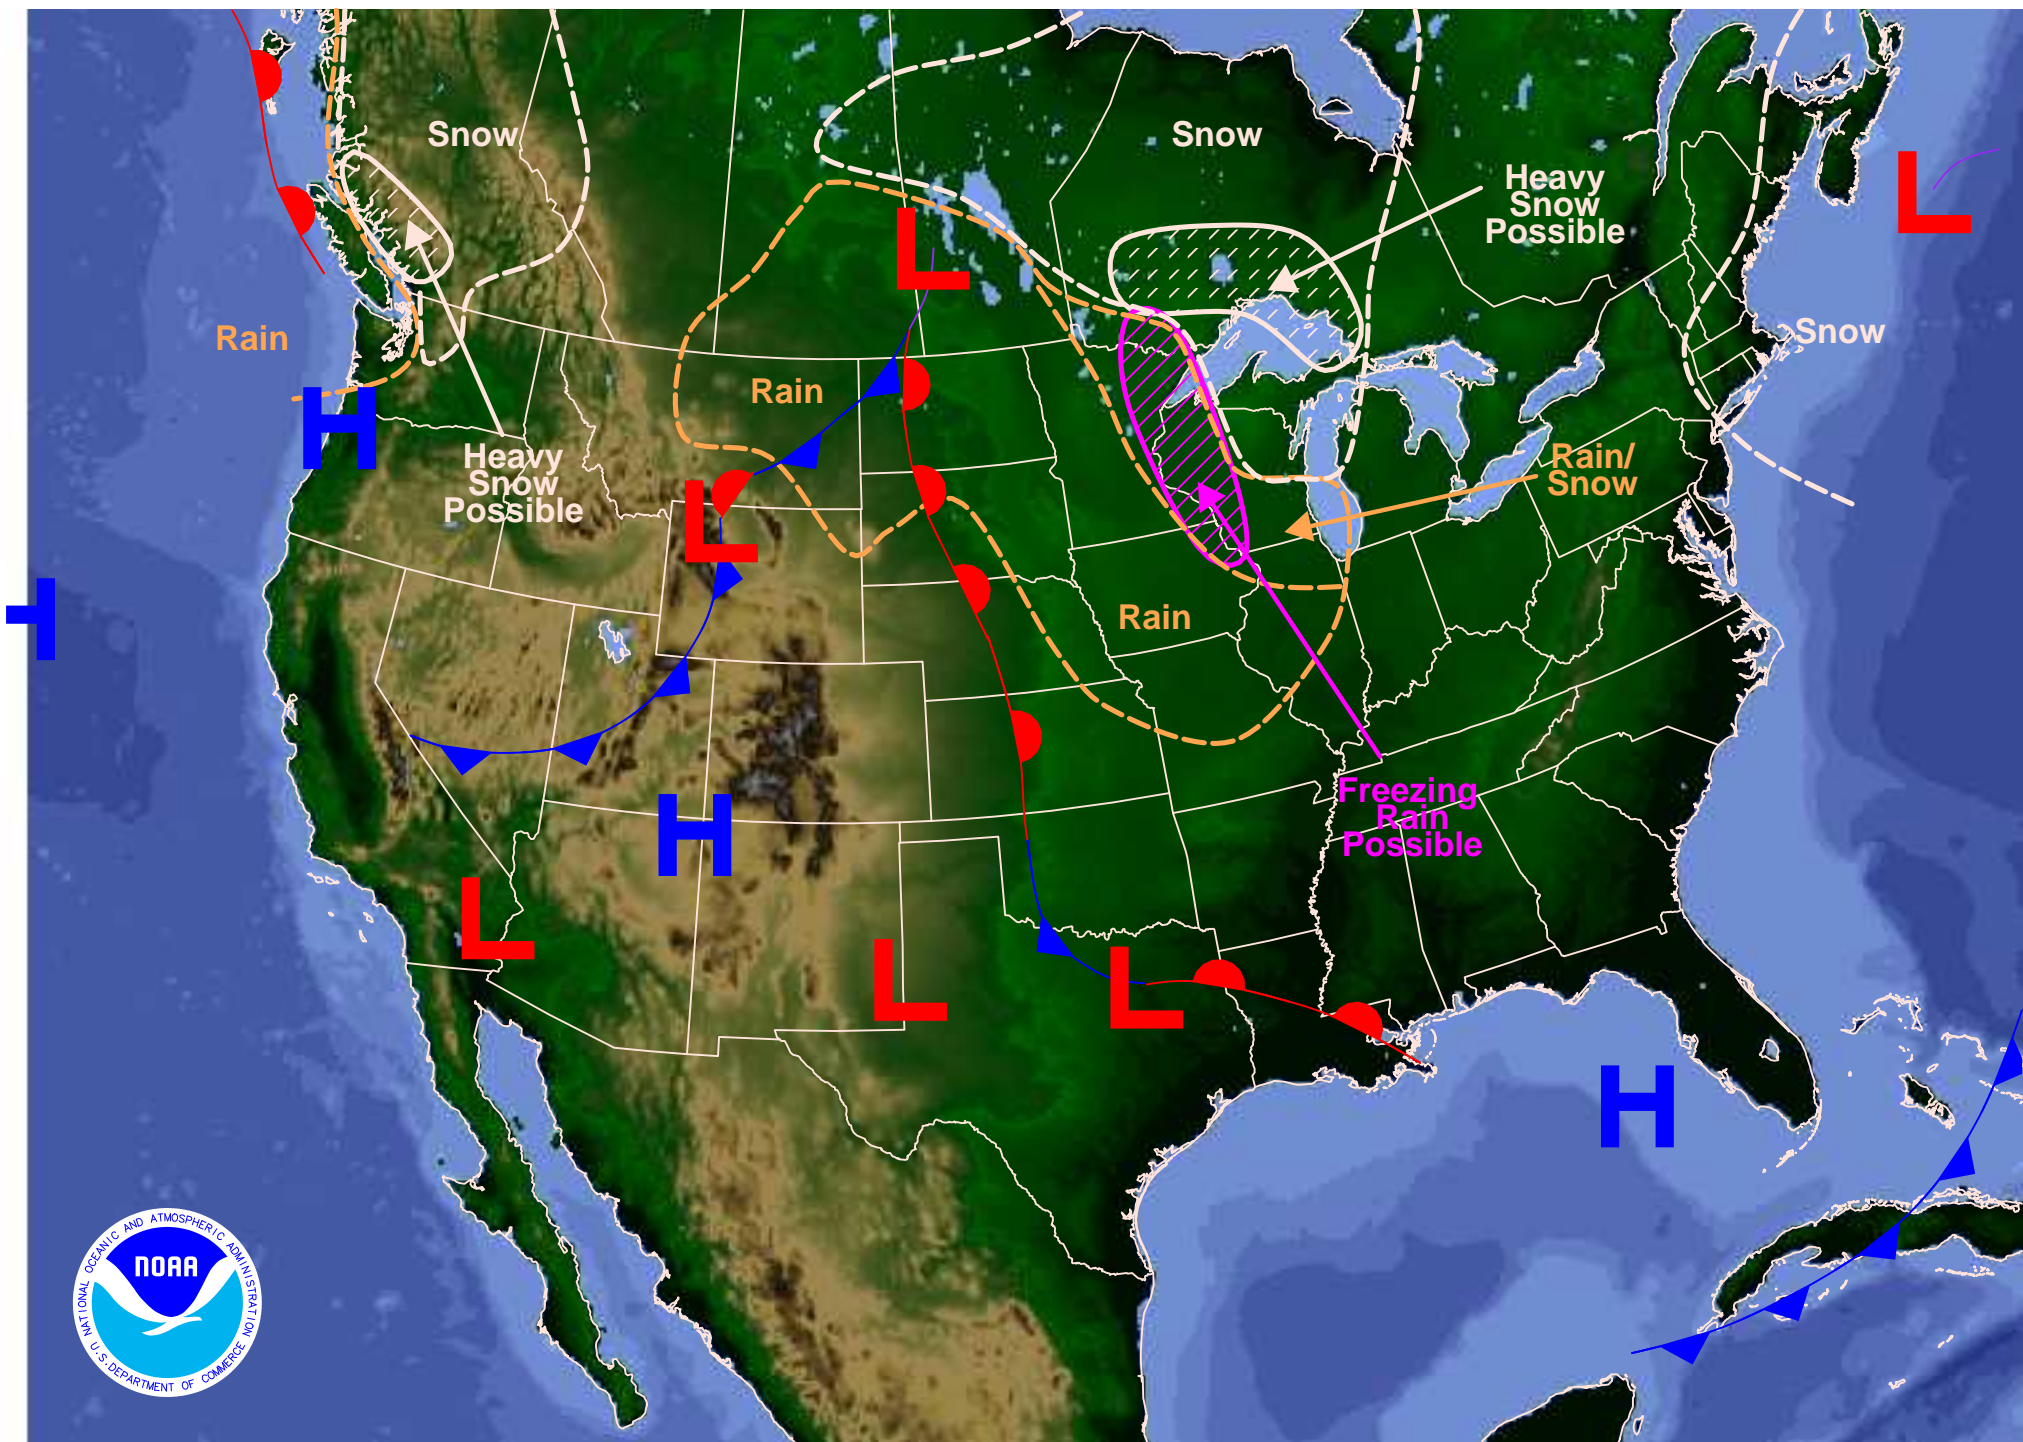 Snow
Snow
Heavy
Snow
Possible
L
L
Rain
Snow
Rain
H
Heavy
Snow
Possible
Rain/
Snow
L
H
Rain
Freezing
Rain
Possible
H
L
L
L
H
NATIONAL OCEANIC AND ATMOSPHERIC ADMINISTRATION
NOAA
U.S. DEPARTMENT OF COMMERCE